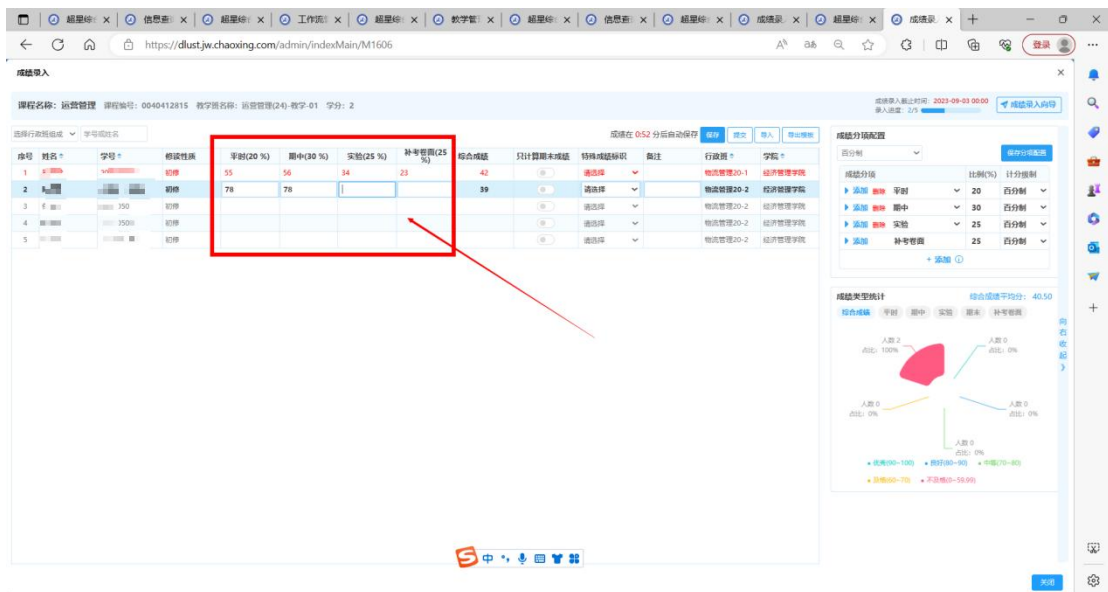 超星综 信息查 超星综 工作流 超星综 教学管 超星综 信息查 超星综 成绩录 超星综 成绩录
https://dlust.jw.chaoxing.com/admin/indexMain/M1606 登录
成绩录入
课程名称：运营管理 课程编号：0040412815 教学班名称：运营管理(24)-教学-01 学分：2
成绩录入截止时间：2023-09-03 00:00
录入进度：2/5
成绩录入向导
选择行政班组成 学号或姓名 成绩在 0:52 分后自动保存 保存 提交 导入 导出模板
序号 姓名 学号 修读性质 平时(20 %) 期中(30 %) 实验(25 %) 补考卷面(25 %) 综合成绩 只计算期末成绩 特殊成绩标识 备注 行政班 学院
1 初修 55 56 34 23 42 请选择 物流管理20-1 经济管理学院
2 初修 78 78 39 请选择 物流管理20-2 经济管理学院
3 350 初修 请选择 物流管理20-2 经济管理学院
4 350 初修 请选择 物流管理20-2 经济管理学院
5 初修 请选择 物流管理20-2 经济管理学院
成绩分项配置
百分制 保存分项配置
成绩分项 比例(%) 计分级制
添加 删除 平时 20 百分制
添加 删除 期中 30 百分制
添加 删除 实验 25 百分制
添加 补考卷面 25 百分制
+ 添加
成绩类型统计 综合成绩平均分： 40.50
综合成绩 平时 期中 实验 期末 补考卷面
人数 2
占比：100%
人数 0
占比：0%
人数 0
占比：0%
人数 0
占比：0%
人数 0
占比：0%
优秀(90~100) 良好(80~90) 中等(70~80)
及格(60~70) 不及格(0~59.99)
向右收起
中
关闭